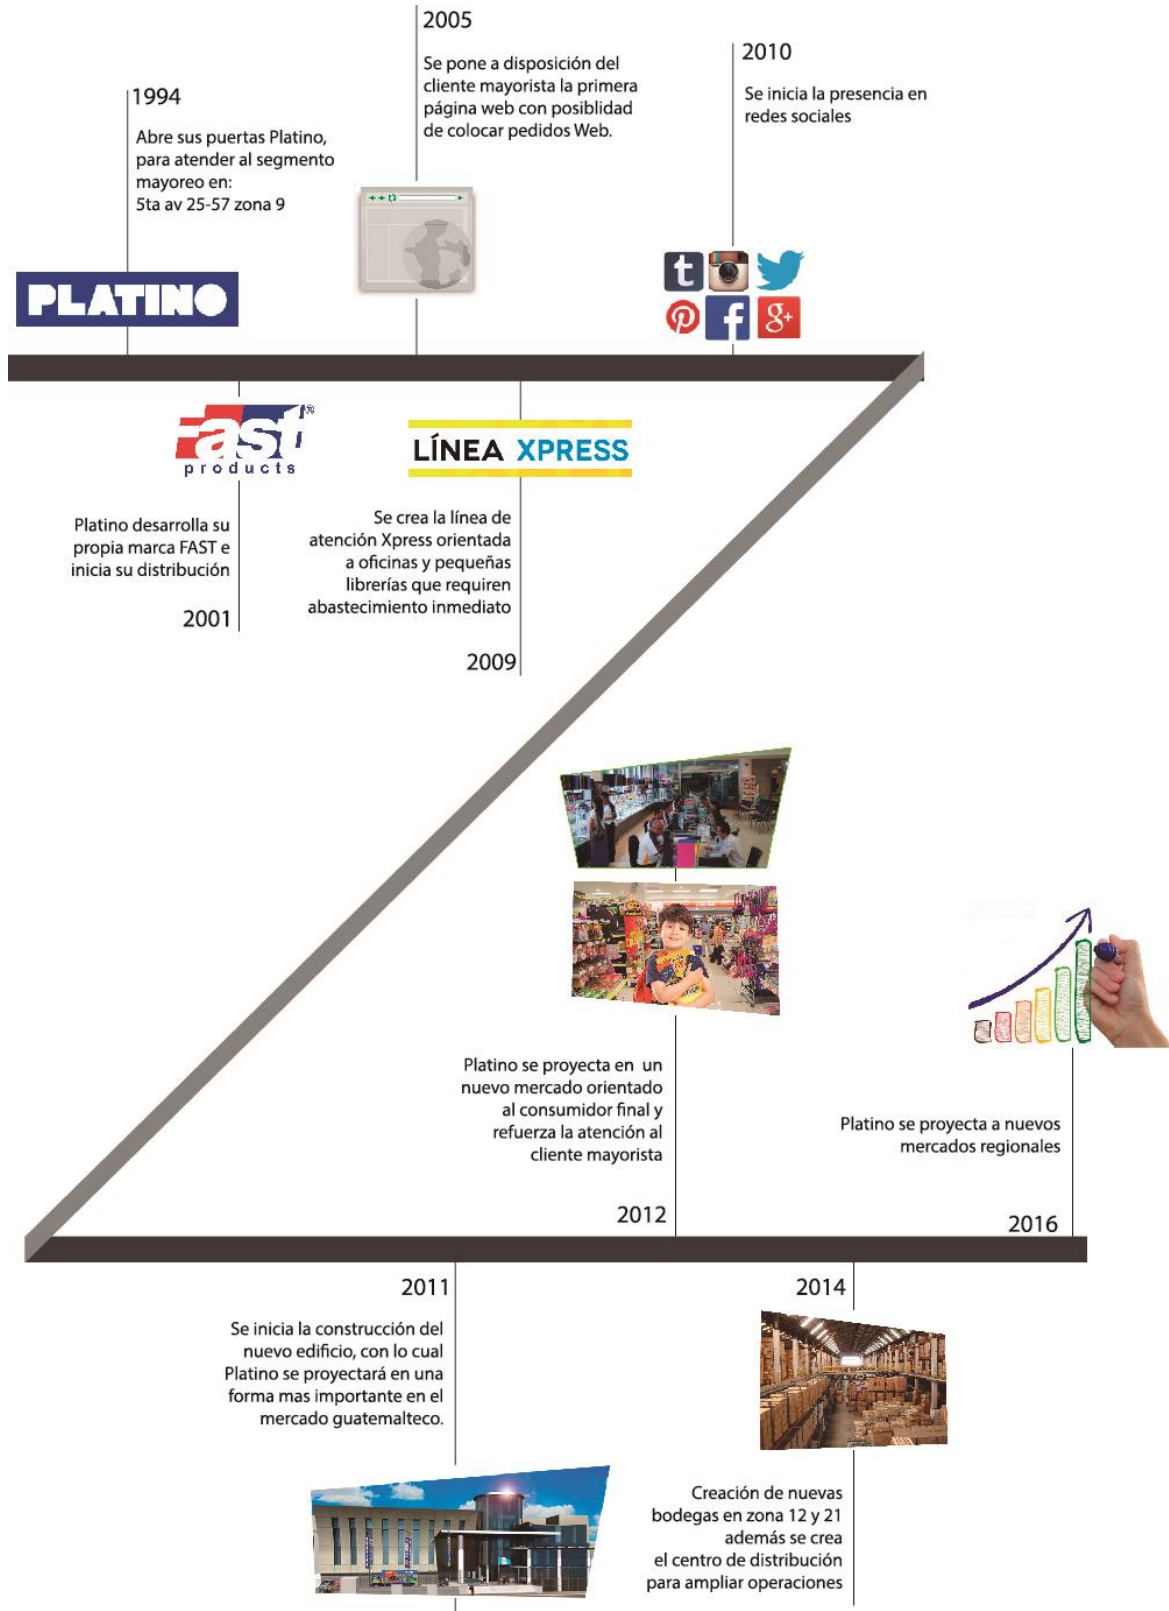 1994
Abre sus puertas Platino,
para atender al segmento
mayoreo en:
5ta av 25-57 zona 9
PLATINO
2005
Se pone a disposición del
cliente mayorista la primera
página web con posiblidad
de colocar pedidos Web.
2010
Se inicia la presencia en
redes sociales
t
f
g+
Fast®
products
Platino desarrolla su
propia marca FAST e
inicia su distribución
2001
LÍNEA XPRESS
Se crea la línea de
atención Xpress orientada
a oficinas y pequeñas
librerías que requiren
abastecimiento inmediato
2009
Platino se proyecta en un
nuevo mercado orientado
al consumidor final y
refuerza la atención al
cliente mayorista
2012
Platino se proyecta a nuevos
mercados regionales
2016
2011
Se inicia la construcción del
nuevo edificio, con lo cual
Platino se proyectará en una
forma mas importante en el
mercado guatemalteco.
2014
Creación de nuevas
bodegas en zona 12 y 21
además se crea
el centro de distribución
para ampliar operaciones